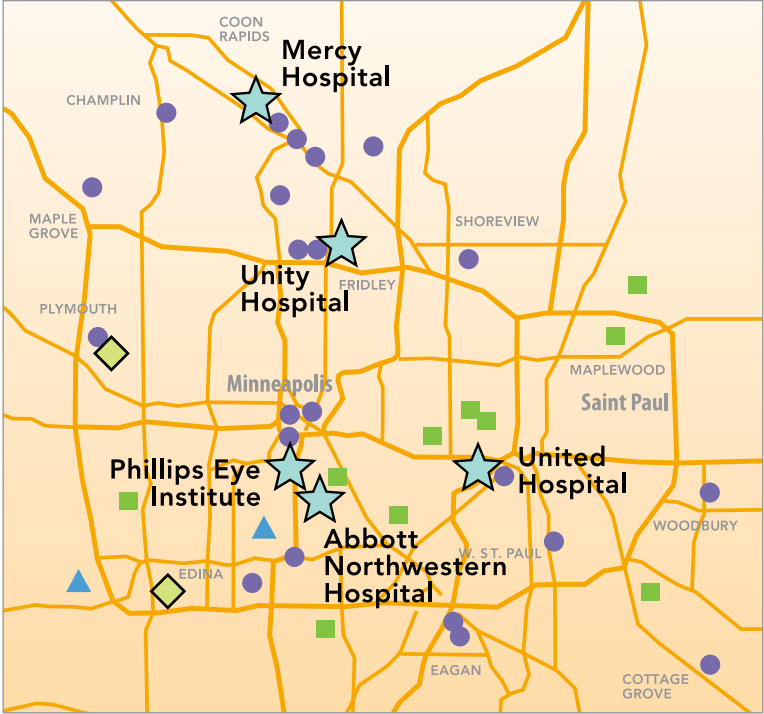 COON
RAPIDS
Mercy
Hospital
CHAMPLIN
MAPLE
GROVE
SHOREVIEW
Unity
Hospital
FRIDLEY
PLYMOUTH
MAPLEWOOD
Minneapolis
Saint Paul
Phillips Eye
Institute
United
Hospital
WOODBURY
Abbott
Northwestern
Hospital
W. ST. PAUL
EDINA
EAGAN
COTTAGE
GROVE